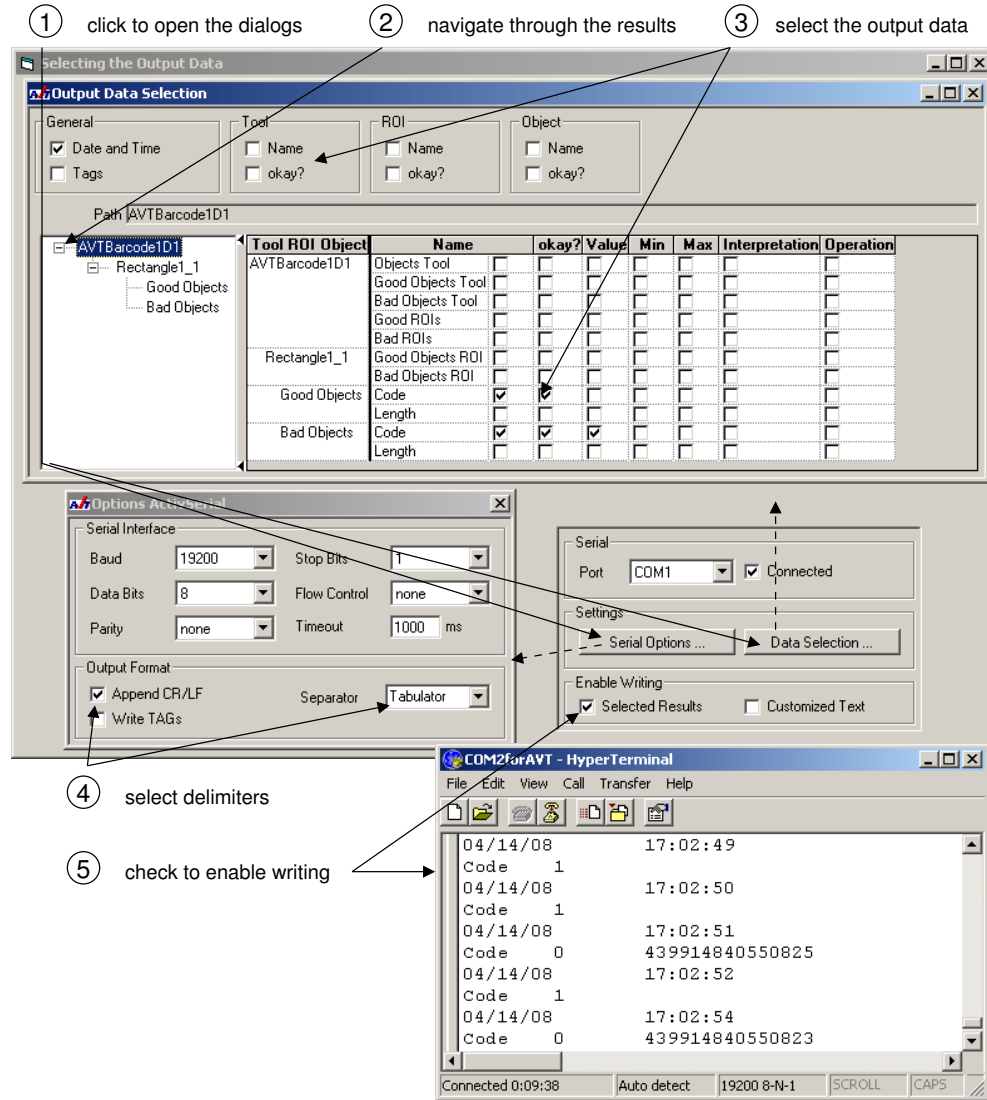 1 click to open the dialogs 2 navigate through the results 3 select the output data
Selecting the Output Data
Output Data Selection
General Tool ROI Object
Date and Time Name Name Name
Tags okay? okay? okay?
Path AVTBarcode1D1
AVTBarcode1D1
Rectangle1_1
Good Objects
Bad Objects
Tool ROI Object Name okay? Value Min Max Interpretation Operation
AVTBarcode1D1 Objects Tool
Good Objects Tool
Bad Objects Tool
Good ROIs
Bad ROIs
Rectangle1_1 Good Objects ROI
Bad Objects ROI
Good Objects Code
Length
Bad Objects Code
Length
Options ActivSerial
Serial Interface
Baud 19200 Stop Bits 1
Data Bits 8 Flow Control none
Parity none Timeout 1000 ms
Output Format
Append CR/LF Separator Tabulator
Write TAGs
Serial
Port COM1 Connected
Settings
Serial Options ... Data Selection ...
Enable Writing
Selected Results Customized Text
4 select delimiters
5 check to enable writing
COM2forAVT - HyperTerminal
File Edit View Call Transfer Help
04/14/08 17:02:49
Code 1
04/14/08 17:02:50
Code 1
04/14/08 17:02:51
Code 0 439914840550825
04/14/08 17:02:52
Code 1
04/14/08 17:02:54
Code 0 439914840550823
Connected 0:09:38 Auto detect 19200 8-N-1 SCROLL CAPS